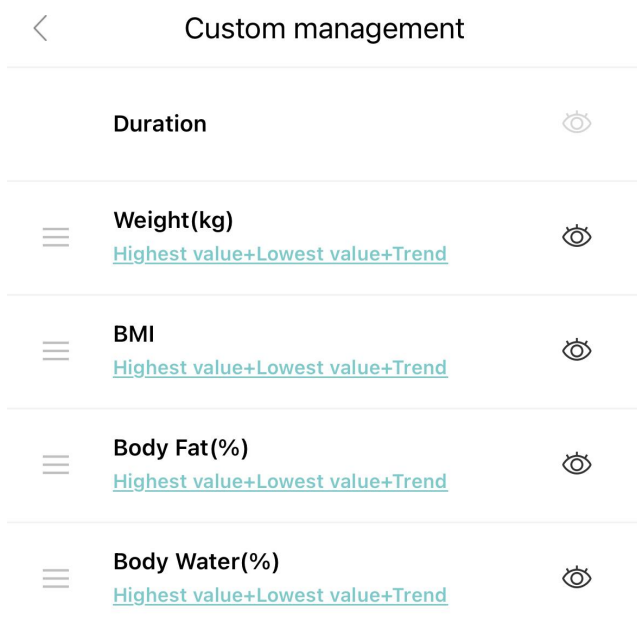 Custom management
Duration
Weight(kg)
Highest value+Lowest value+Trend
BMI
Highest value+Lowest value+Trend
Body Fat(%)
Highest value+Lowest value+Trend
Body Water(%)
Highest value+Lowest value+Trend